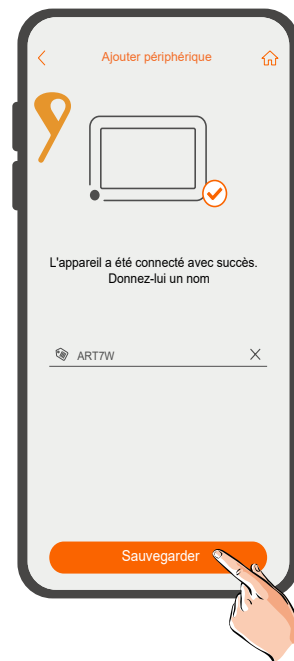 Ajouter périphérique
L'appareil a été connecté avec succès.
Donnez-lui un nom
ART7W
Sauvegarder